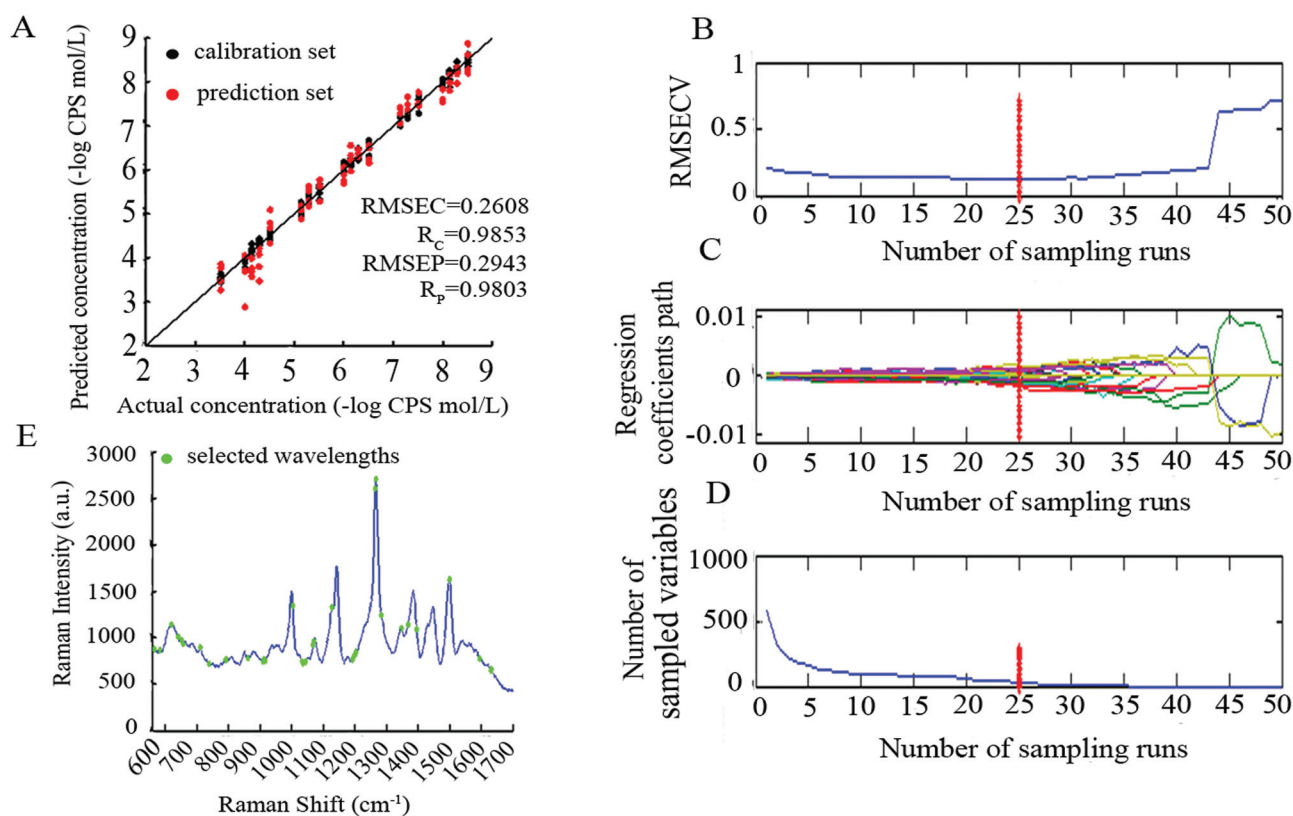 A
9
8
7
6
5
4
3
2
2 3 4 5 6 7 8 9
Predicted concentration (-log CPS mol/L)
Actual concentration (-log CPS mol/L)
calibration set
prediction set
RMSEC=0.2608
RC=0.9853
RMSEP=0.2943
RP=0.9803
B
RMSECV
1
0.5
0
0 5 10 15 20 25 30 35 40 45 50
Number of sampling runs
C
Regression
coefficients path
0.01
0
-0.01
0 5 10 15 20 25 30 35 40 45 50
Number of sampling runs
D
Number of
sampled variables
1000
500
0
0 5 10 15 20 25 30 35 40 45 50
Number of sampling runs
E
selected wavelengths
Raman Intensity (a.u.)
3000
2500
2000
1500
1000
500
0
600 700 800 900 1000 1100 1200 1300 1400 1500 1600 1700
Raman Shift (cm⁻¹)